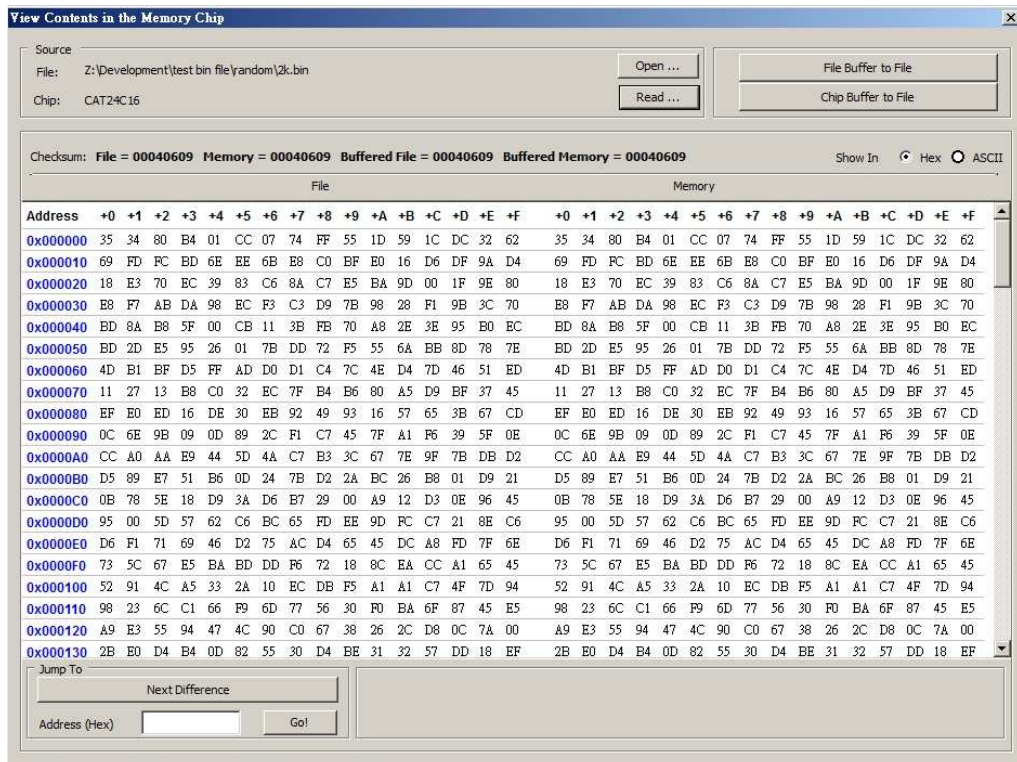 View Contents in the Memory Chip
Source
File: Z:\Development\test bin file\random\2k.bin Open ... File Buffer to File
Chip: CAT24C16 Read ... Chip Buffer to File
Checksum: File = 00040609 Memory = 00040609 Buffered File = 00040609 Buffered Memory = 00040609 Show In Hex ASCII
File Memory
Address +0 +1 +2 +3 +4 +5 +6 +7 +8 +9 +A +B +C +D +E +F +0 +1 +2 +3 +4 +5 +6 +7 +8 +9 +A +B +C +D +E +F
0x000000 35 34 80 B4 01 CC 07 74 FF 55 1D 59 1C DC 32 62 35 34 80 B4 01 CC 07 74 FF 55 1D 59 1C DC 32 62
0x000010 69 FD FC BD 6E EE 6B E8 C0 BF E0 16 D6 DF 9A D4 69 FD FC BD 6E EE 6B E8 C0 BF E0 16 D6 DF 9A D4
0x000020 18 E3 70 EC 39 83 C6 8A C7 E5 BA 9D 00 1F 9E 80 18 E3 70 EC 39 83 C6 8A C7 E5 BA 9D 00 1F 9E 80
0x000030 E8 F7 AB DA 98 EC F3 C3 D9 7B 98 28 F1 9B 3C 70 E8 F7 AB DA 98 EC F3 C3 D9 7B 98 28 F1 9B 3C 70
0x000040 BD 8A B8 5F 00 CB 11 3B FB 70 A8 2E 3E 95 B0 EC BD 8A B8 5F 00 CB 11 3B FB 70 A8 2E 3E 95 B0 EC
0x000050 BD 2D E5 95 26 01 7B DD 72 F5 55 6A BB 8D 78 7E BD 2D E5 95 26 01 7B DD 72 F5 55 6A BB 8D 78 7E
0x000060 4D B1 BF D5 FF AD D0 D1 C4 7C 4E D4 7D 46 51 ED 4D B1 BF D5 FF AD D0 D1 C4 7C 4E D4 7D 46 51 ED
0x000070 11 27 13 B8 C0 32 EC 7F B4 B6 80 A5 D9 BF 37 45 11 27 13 B8 C0 32 EC 7F B4 B6 80 A5 D9 BF 37 45
0x000080 EF E0 ED 16 DE 30 EB 92 49 93 16 57 65 3B 67 CD EF E0 ED 16 DE 30 EB 92 49 93 16 57 65 3B 67 CD
0x000090 0C 6E 9B 09 0D 89 2C F1 C7 45 7F A1 F6 39 5F 0E 0C 6E 9B 09 0D 89 2C F1 C7 45 7F A1 F6 39 5F 0E
0x0000A0 CC A0 AA E9 44 5D 4A C7 B3 3C 67 7E 9F 7B DB D2 CC A0 AA E9 44 5D 4A C7 B3 3C 67 7E 9F 7B DB D2
0x0000B0 D5 89 E7 51 B6 0D 24 7B D2 2A BC 26 B8 01 D9 21 D5 89 E7 51 B6 0D 24 7B D2 2A BC 26 B8 01 D9 21
0x0000C0 0B 78 5E 18 D9 3A D6 B7 29 00 A9 12 D3 0E 96 45 0B 78 5E 18 D9 3A D6 B7 29 00 A9 12 D3 0E 96 45
0x0000D0 95 00 5D 57 62 C6 BC 65 FD EE 9D FC C7 21 8E C6 95 00 5D 57 62 C6 BC 65 FD EE 9D FC C7 21 8E C6
0x0000E0 D6 F1 71 69 46 D2 75 AC D4 65 45 DC A8 FD 7F 6E D6 F1 71 69 46 D2 75 AC D4 65 45 DC A8 FD 7F 6E
0x0000F0 73 5C 67 E5 BA BD DD F6 72 18 8C EA CC A1 65 45 73 5C 67 E5 BA BD DD F6 72 18 8C EA CC A1 65 45
0x000100 52 91 4C A5 33 2A 10 EC DB F5 A1 A1 C7 4F 7D 94 52 91 4C A5 33 2A 10 EC DB F5 A1 A1 C7 4F 7D 94
0x000110 98 23 6C C1 66 F9 6D 77 56 30 F0 BA 6F 87 45 E5 98 23 6C C1 66 F9 6D 77 56 30 F0 BA 6F 87 45 E5
0x000120 A9 E3 55 94 47 4C 90 C0 67 38 26 2C D8 0C 7A 00 A9 E3 55 94 47 4C 90 C0 67 38 26 2C D8 0C 7A 00
0x000130 2B E0 D4 B4 0D 82 55 30 D4 BE 31 32 57 DD 18 EF 2B E0 D4 B4 0D 82 55 30 D4 BE 31 32 57 DD 18 EF
Jump To
Next Difference
Address (Hex) Go!